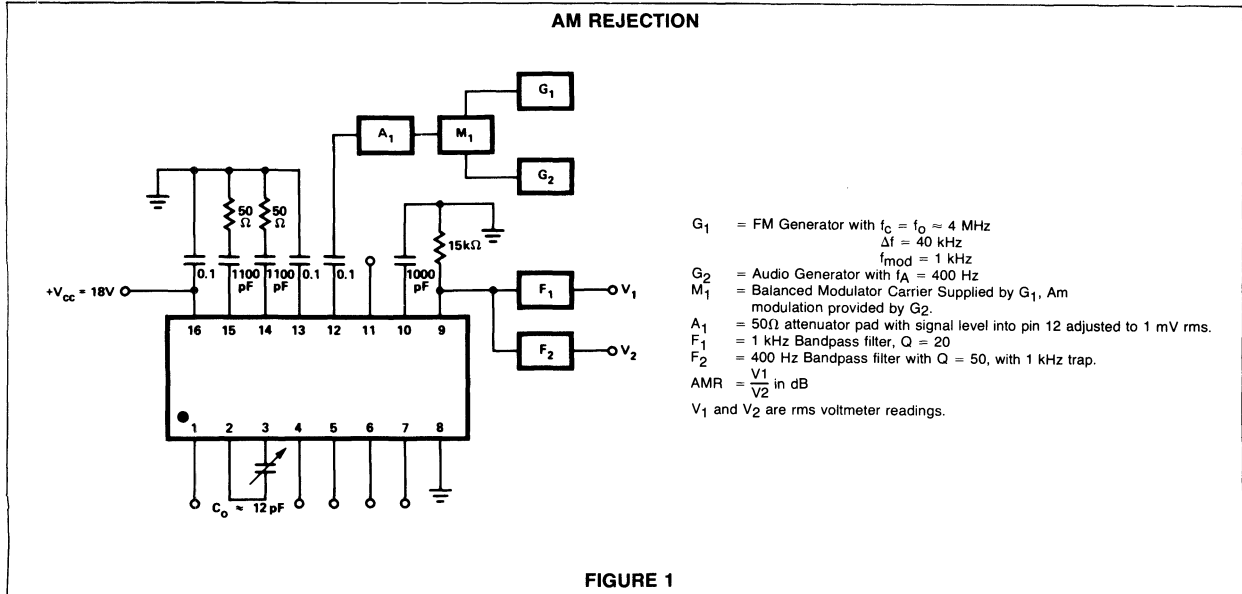 AM REJECTION
G1
A1
M1
G2
50
Ω
50
Ω
15kΩ
0.1
1100
pF
1100
pF
0.1
0.1
1000
pF
F1
V1
+Vcc = 18V
16
15
14
13
12
11
10
9
F2
V2
1
2
3
4
5
6
7
8
Co ≈ 12 pF
G1 = FM Generator with fc = fo ≈ 4 MHz
Δf = 40 kHz
fmod = 1 kHz
G2 = Audio Generator with fA = 400 Hz
M1 = Balanced Modulator Carrier Supplied by G1, Am
modulation provided by G2.
A1 = 50Ω attenuator pad with signal level into pin 12 adjusted to 1 mV rms.
F1 = 1 kHz Bandpass filter, Q = 20
F2 = 400 Hz Bandpass filter with Q = 50, with 1 kHz trap.
AMR = V1/V2 in dB
V1 and V2 are rms voltmeter readings.
FIGURE 1